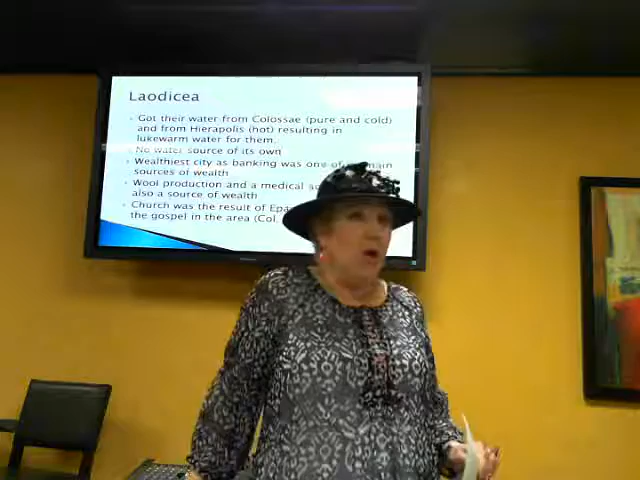 Laodicea
Got their water from Colossae (pure and cold)
and from Hierapolis (hot) resulting in
lukewarm water for them.
No water source of its own
Wealthiest city as banking was one of main
sources of wealth
Wool production and a medical
also a source of wealth
Church was the result of
the gospel in the area (Col.